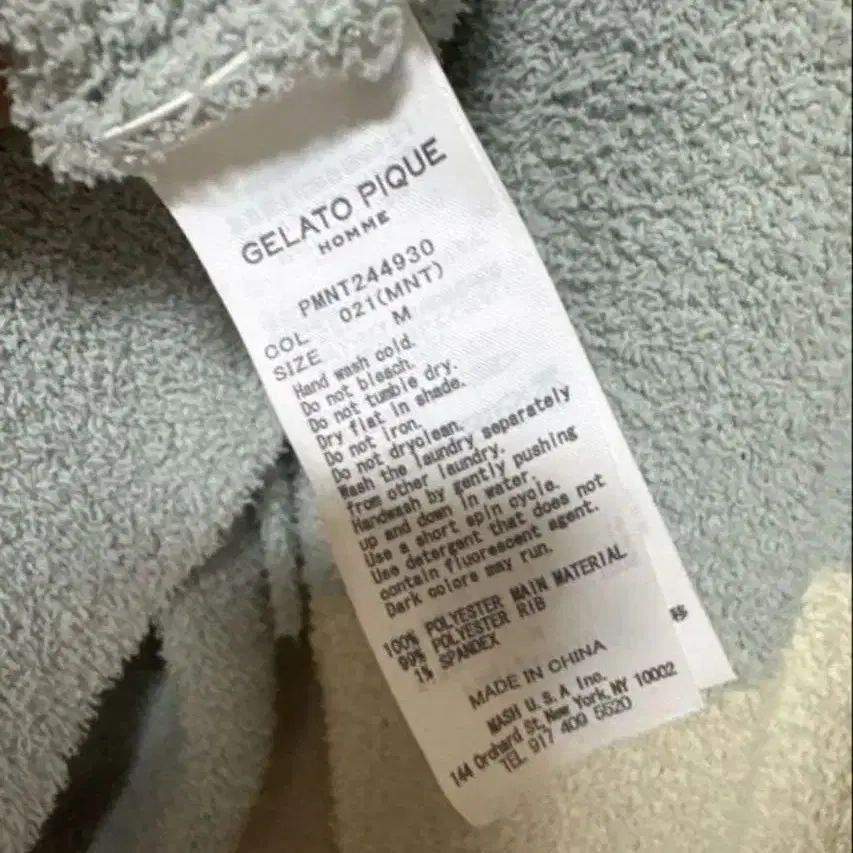 GELATO PIQUE
HOMME
PMNT244930
COL 021(MNT)
SIZE M
Hand wash cold.
Do not bleach.
Do not tumble dry.
Dry flat in shade.
Do not iron.
Do not dryclean.
Wash the laundry separately
from other laundry.
Handwash by gently pushing
up and down in water.
Use a short spin cycle.
Use detergent that does not
contain fluorescent agent.
Dark colors may run.
100% POLYESTER MAIN MATERIAL
99% POLYESTER RIB
1% SPANDEX
MADE IN CHINA
MASH U.S.A Inc.
144 Orchard St, New York, NY 10002
TEL 917 409 5520